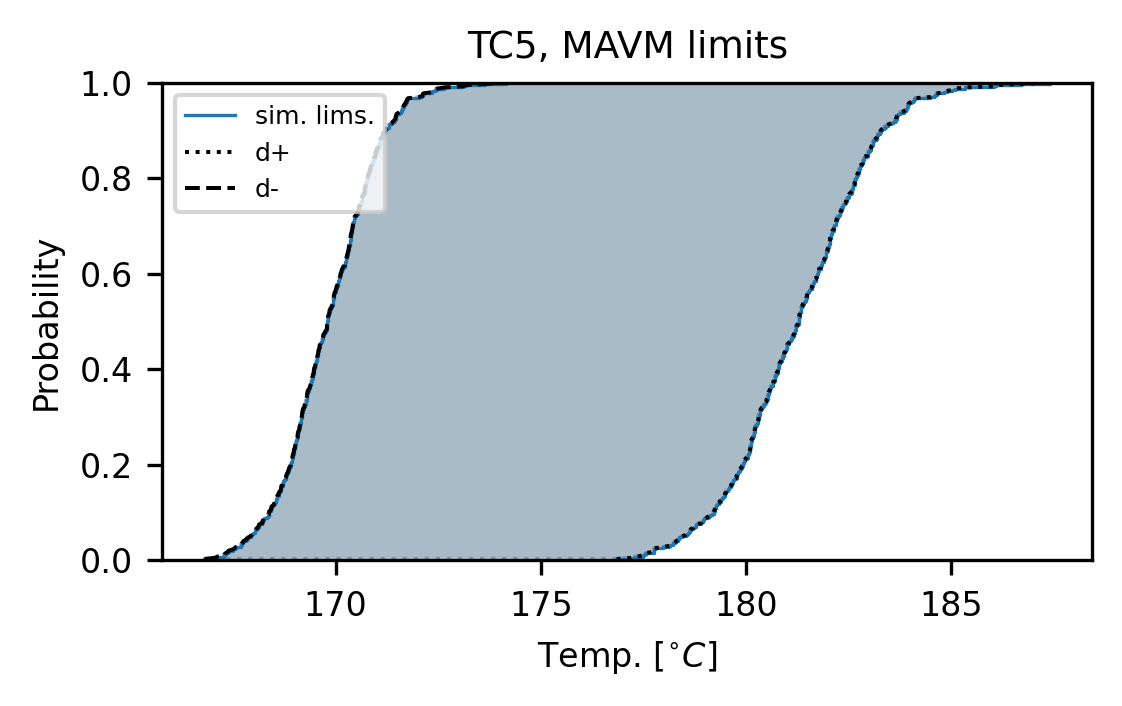 TC5, MAVM limits
1.0
0.8
0.6
0.4
0.2
0.0
Probability
sim. lims.
d+
d-
170
175
180
185
Temp. [°C]